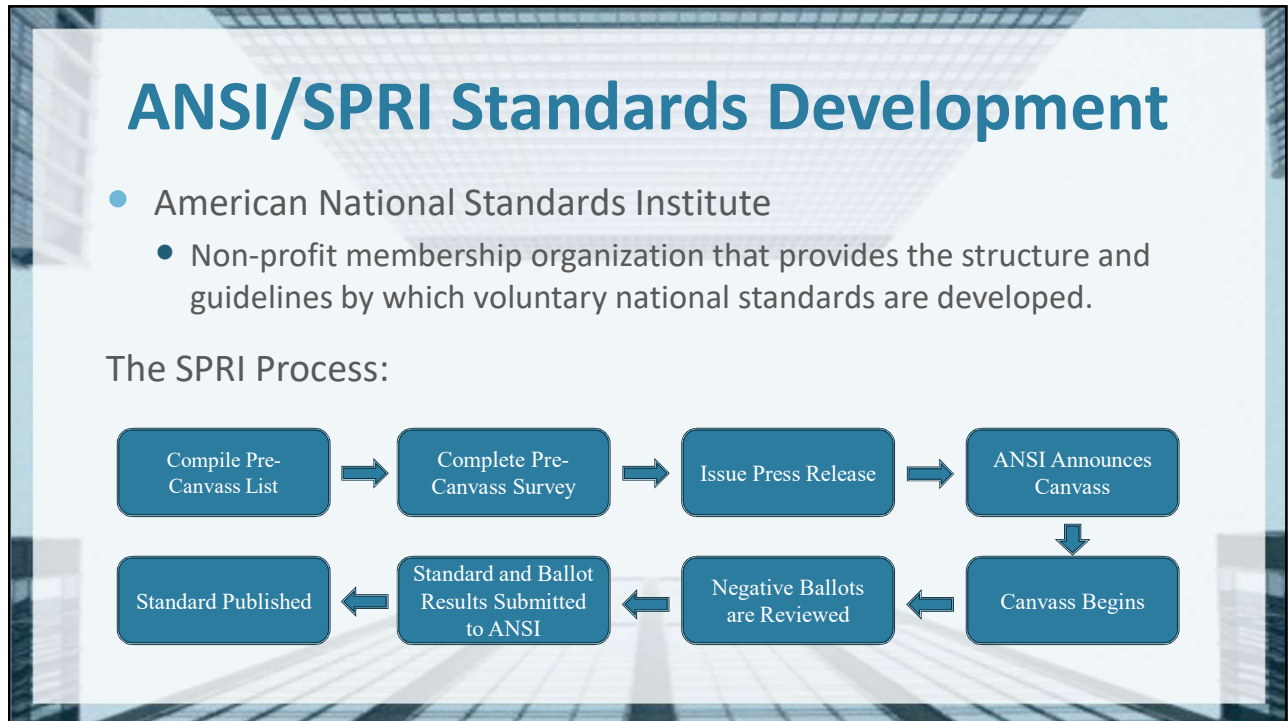 ANSI/SPRI Standards Development
American National Standards Institute
Non-profit membership organization that provides the structure and
guidelines by which voluntary national standards are developed.
The SPRI Process:
Compile Pre-
Canvass List
Complete Pre-
Canvass Survey
Issue Press Release
ANSI Announces
Canvass
Canvass Begins
Negative Ballots
are Reviewed
Standard and Ballot
Results Submitted
to ANSI
Standard Published